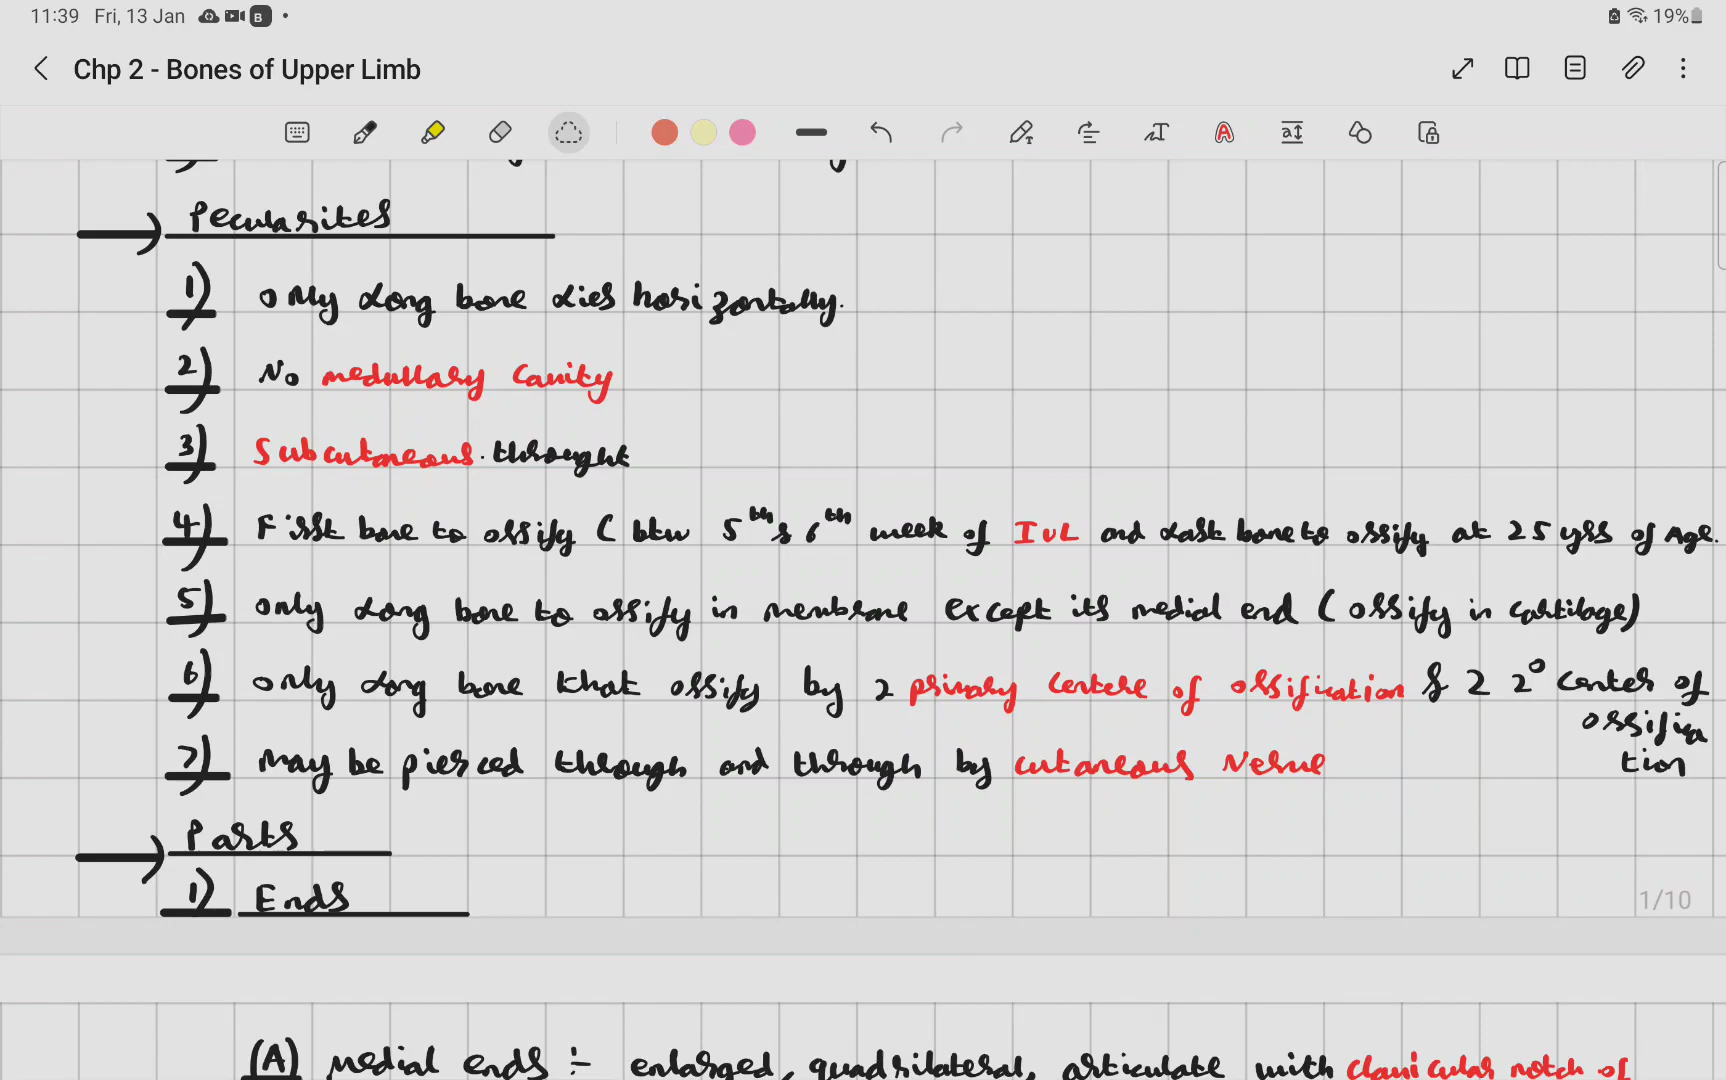 11:39 Fri, 13 Jan B 19%
Chp 2 - Bones of Upper Limb
Pecularites
1) only long bone lies horizontally.
2) No medullary Cavity
3) Subcutaneous throught
4) First bone to ossify ( btw 5th & 6th week of IUL and last bone to ossify at 25 yrs of Age.
5) only long bone to ossify in membrane except its medial end ( ossify in cartilage)
6) only long bone that ossify by 2 primary Centere of ossification & 2 2° Center of
ossifica
tion
7) May be pierced through and through by cutaneous Nerve
Parts
1) Ends
1/10
(A) Medial ends :- enlarged, quadrilateral, articulate with clavicular notch of